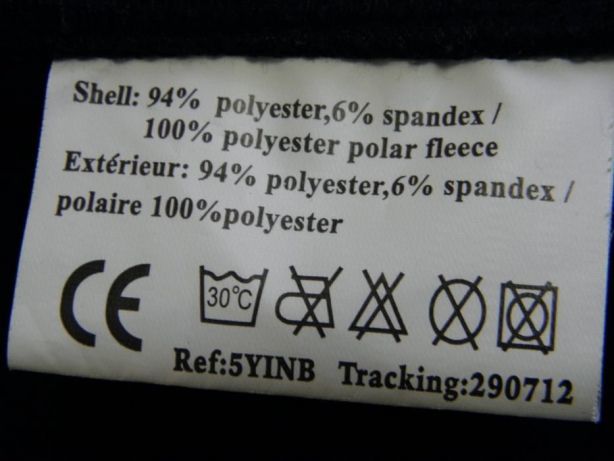 Shell: 94% polyester,6% spandex /
100% polyester polar fleece
Extérieur: 94% polyester,6% spandex /
polaire 100%polyester
CE 30°C
Ref:5YINB Tracking:290712